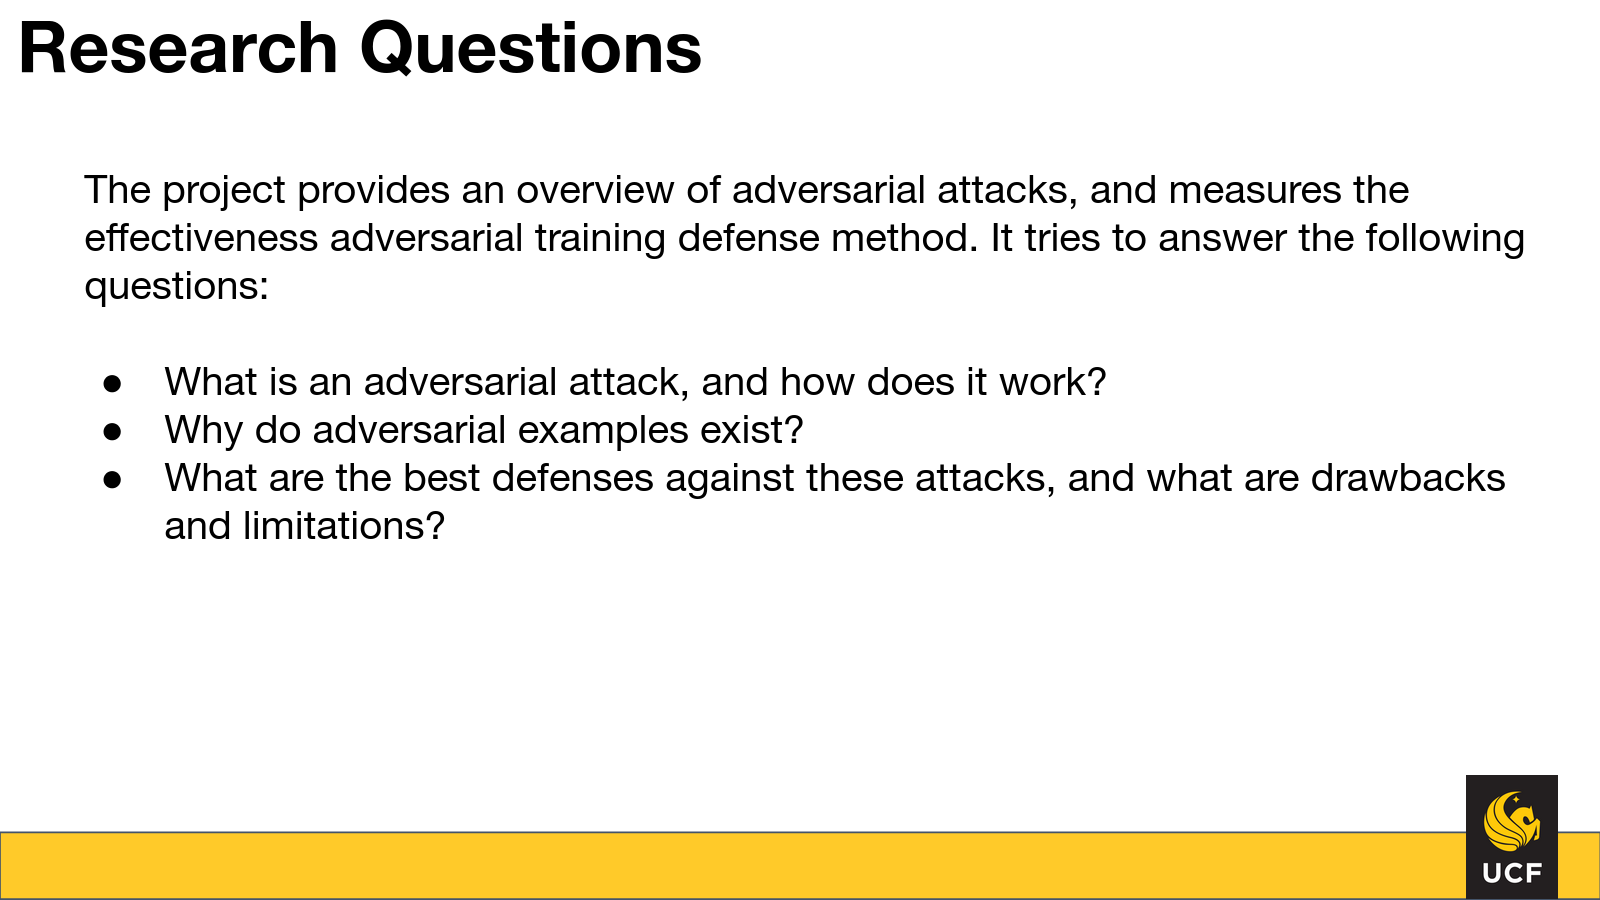 Research Questions
The project provides an overview of adversarial attacks, and measures the
effectiveness adversarial training defense method. It tries to answer the following
questions:
● What is an adversarial attack, and how does it work?
● Why do adversarial examples exist?
● What are the best defenses against these attacks, and what are drawbacks
and limitations?
UCF